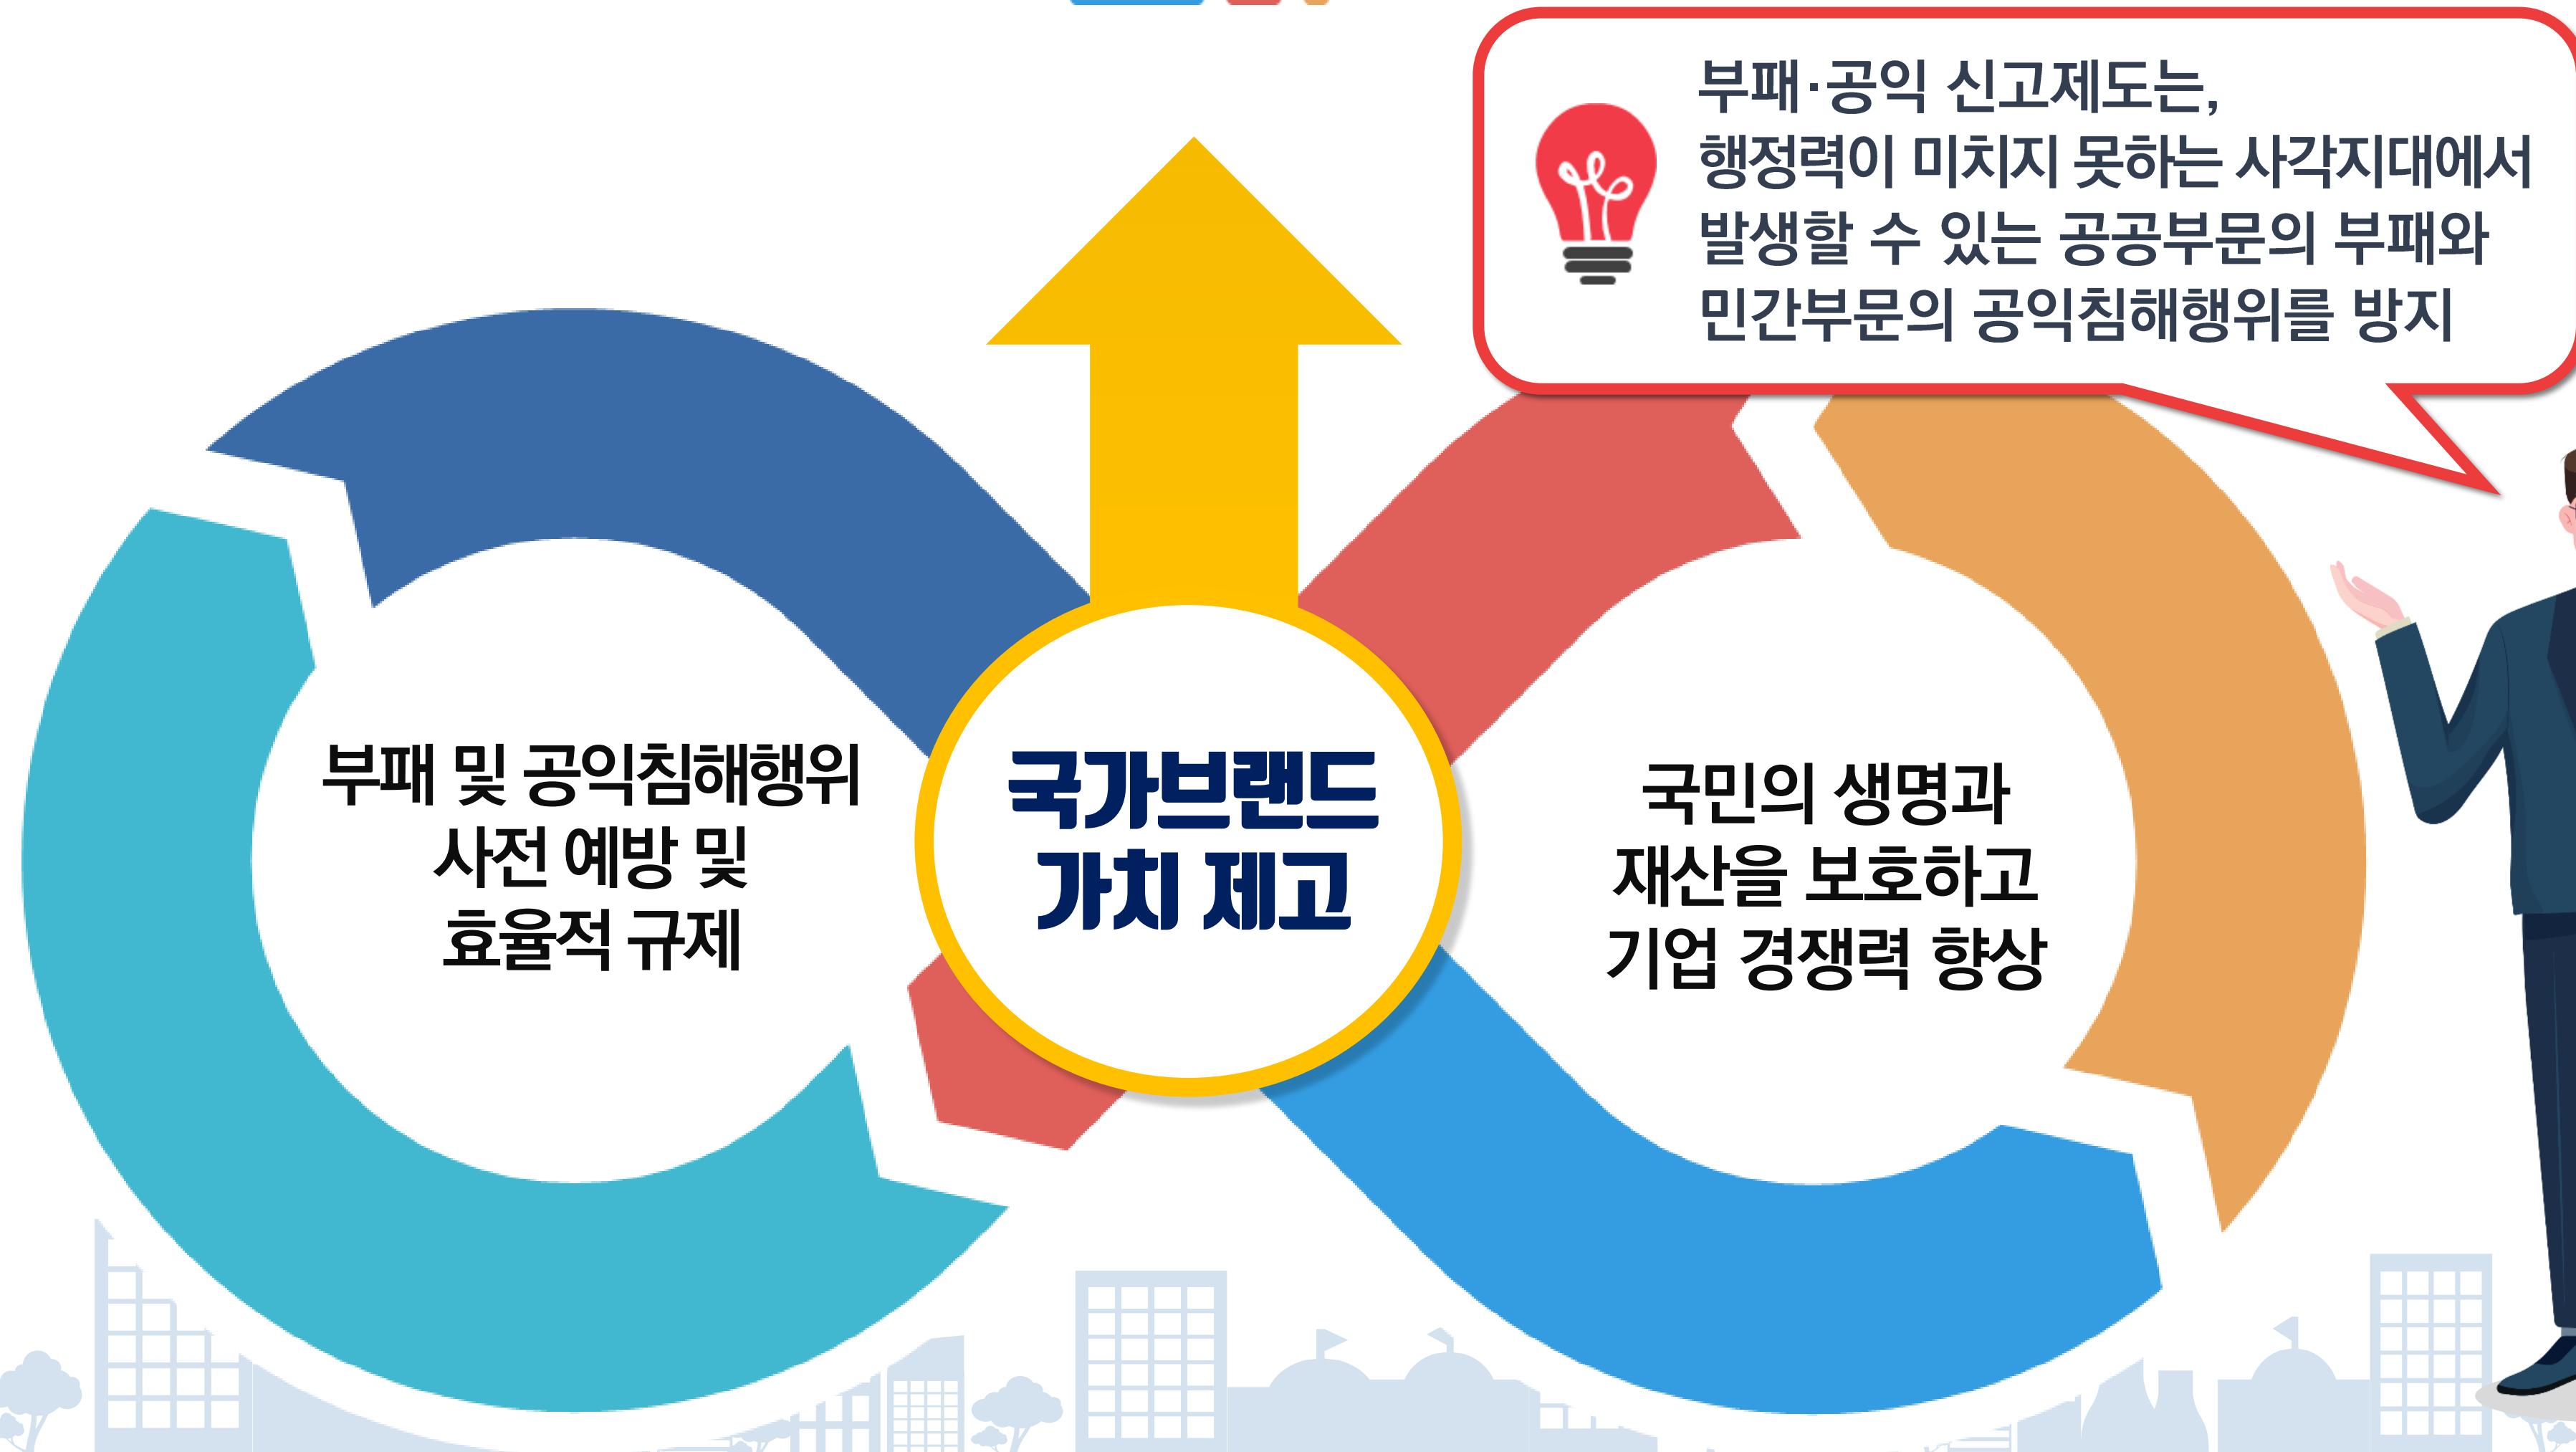 부패·공익 신고제도는,
행정력이 미치지 못하는 사각지대에서
발생할 수 있는 공공부문의 부패와
민간부문의 공익침해행위를 방지
부패 및 공익침해행위
사전 예방 및
효율적 규제
국가브랜드
가치 제고
국민의 생명과
재산을 보호하고
기업 경쟁력 향상